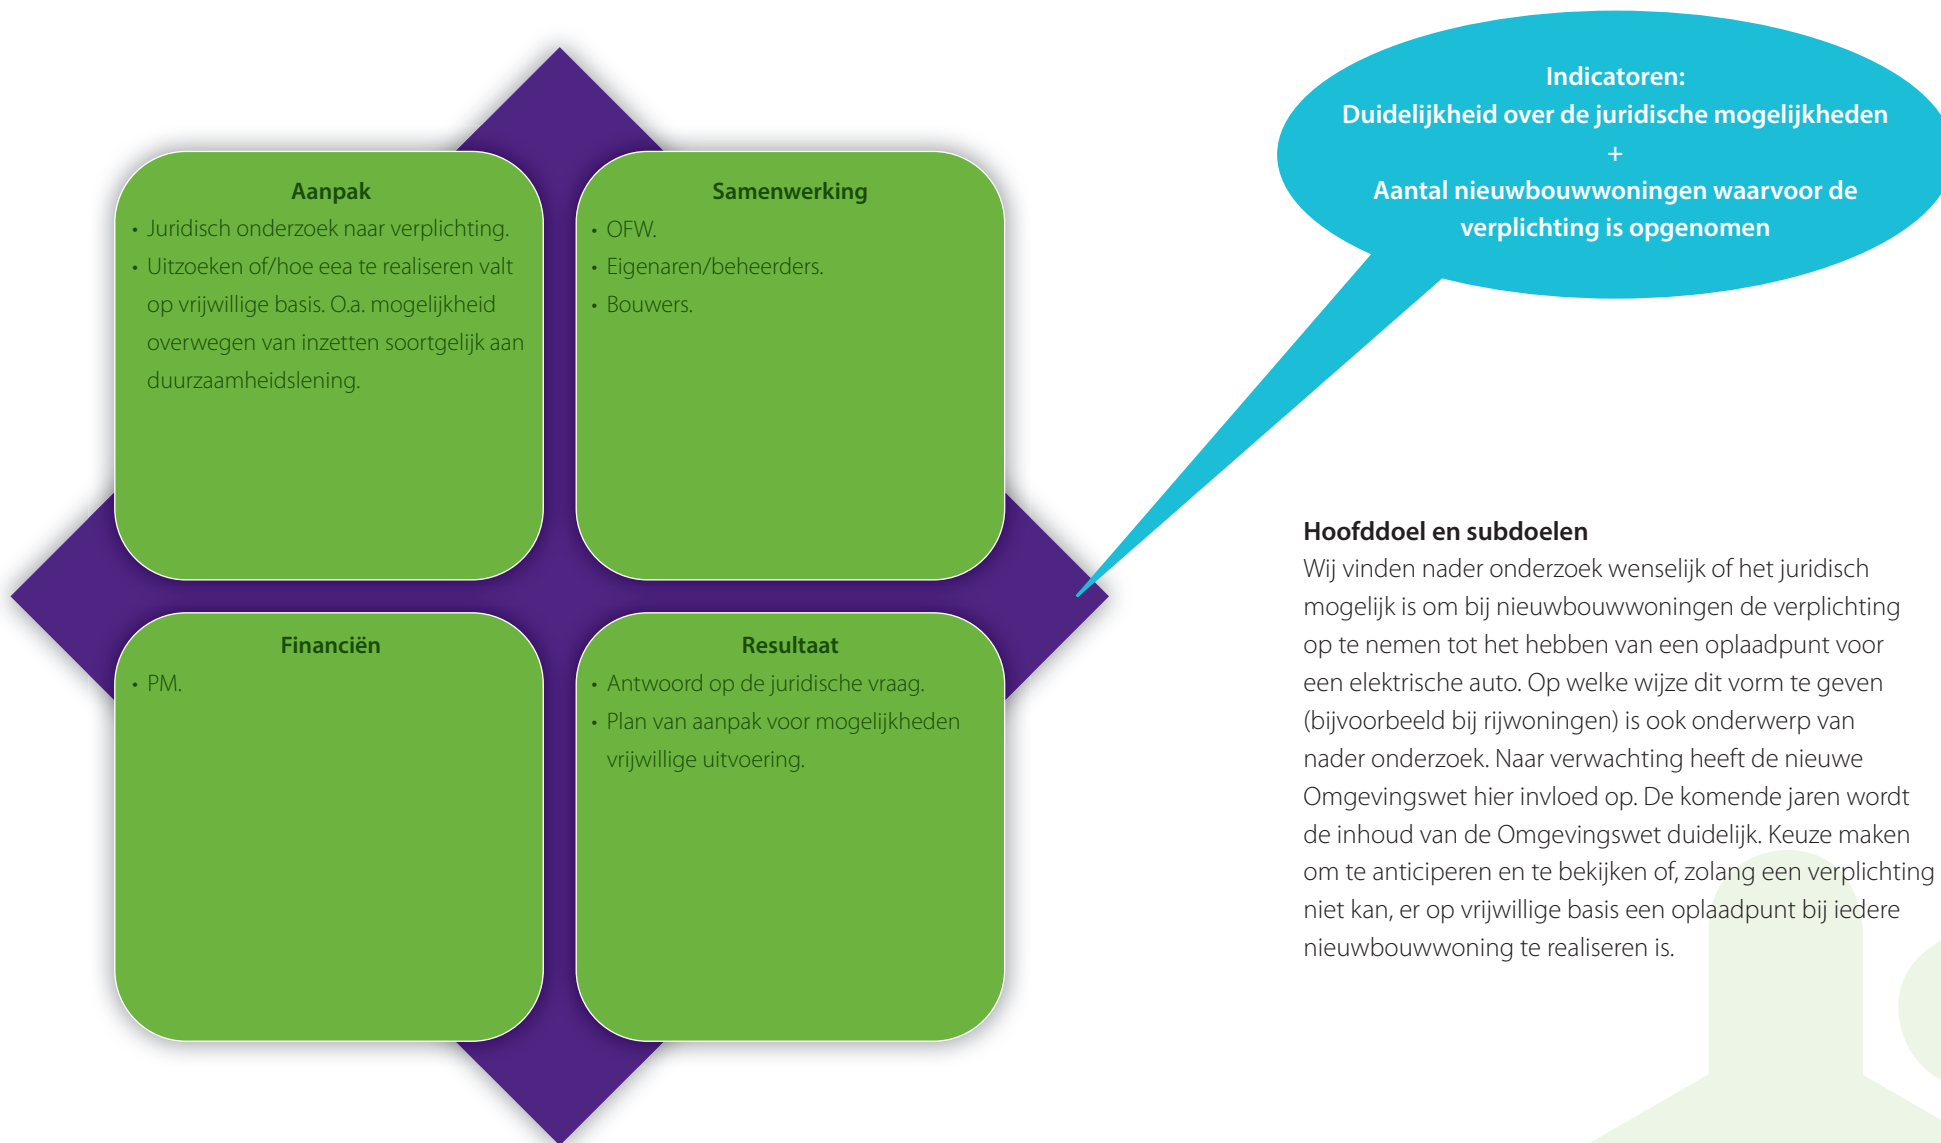 Aanpak
• Juridisch onderzoek naar verplichting.
• Uitzoeken of/hoe eea te realiseren valt
op vrijwillige basis. O.a. mogelijkheid
overwegen van inzetten soortgelijk aan
duurzaamheidslening.
Samenwerking
• OFW.
• Eigenaren/beheerders.
• Bouwers.
Financiën
• PM.
Resultaat
• Antwoord op de juridische vraag.
• Plan van aanpak voor mogelijkheden
vrijwillige uitvoering.
Indicatoren:
Duidelijkheid over de juridische mogelijkheden
+
Aantal nieuwbouwwoningen waarvoor de
verplichting is opgenomen
Hoofddoel en subdoelen
Wij vinden nader onderzoek wenselijk of het juridisch
mogelijk is om bij nieuwbouwwoningen de verplichting
op te nemen tot het hebben van een oplaadpunt voor
een elektrische auto. Op welke wijze dit vorm te geven
(bijvoorbeeld bij rijwoningen) is ook onderwerp van
nader onderzoek. Naar verwachting heeft de nieuwe
Omgevingswet hier invloed op. De komende jaren wordt
de inhoud van de Omgevingswet duidelijk. Keuze maken
om te anticiperen en te bekijken of, zolang een verplichting
niet kan, er op vrijwillige basis een oplaadpunt bij iedere
nieuwbouwwoning te realiseren is.